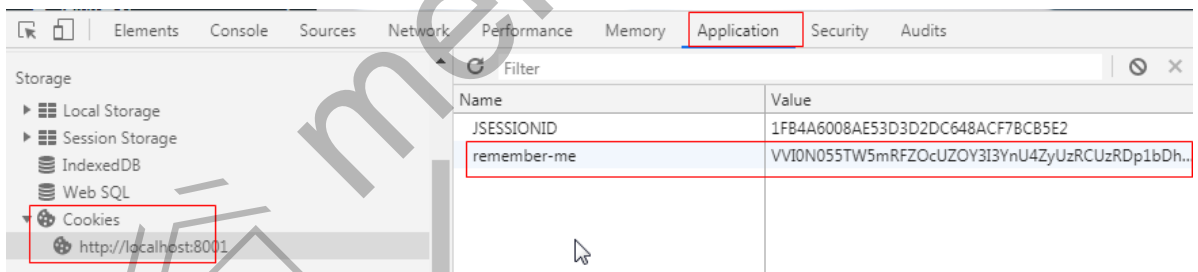 Elements Console Sources Network Performance Memory Application Security Audits
Storage
Filter
Name Value
Local Storage
JSESSIONID 1FB4A6008AE53D3D2DC648ACF7BCB5E2
Session Storage
remember-me VVI0N055TW5mRFZOcUZOY3I3YnU4ZyUzRCUzRDp1bDh...
IndexedDB
Web SQL
Cookies
http://localhost:8001